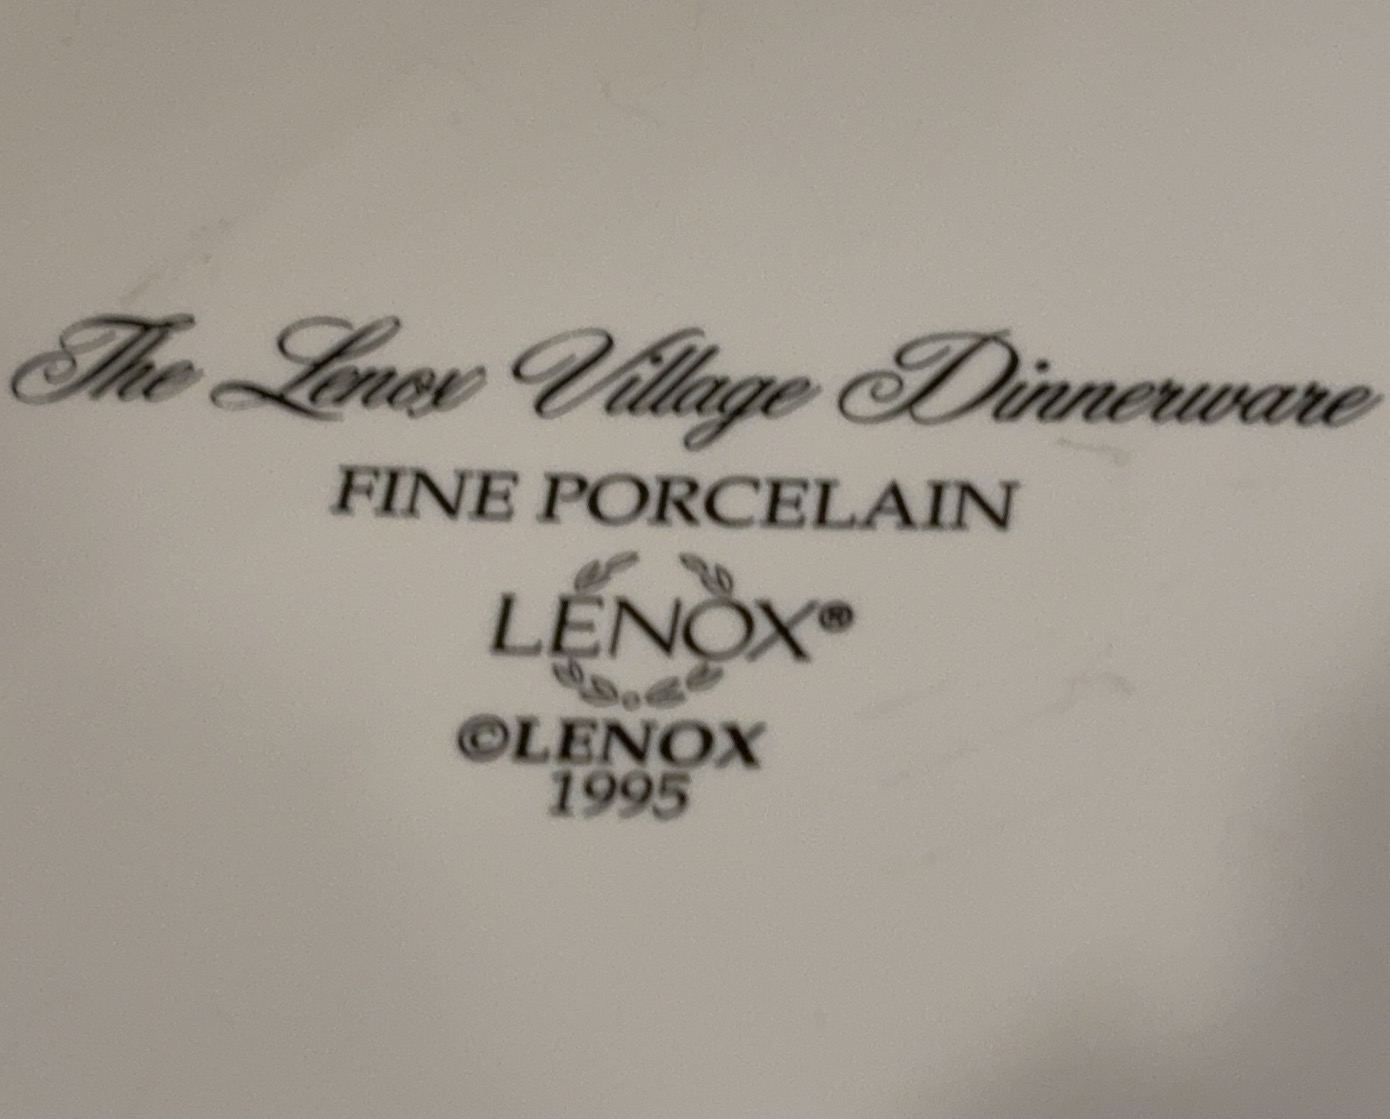 The Lenox Village Dinnerware
FINE PORCELAIN
LENOX®
©LENOX
1995